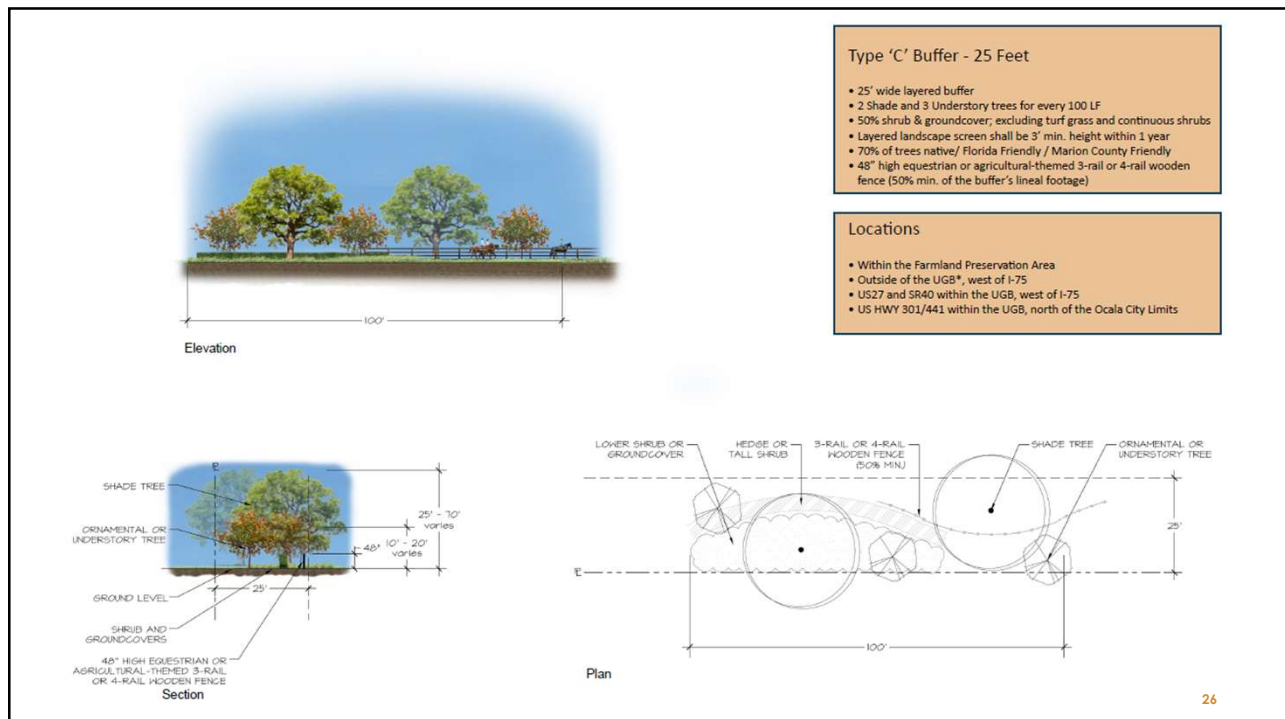 Type ‘C’ Buffer - 25 Feet
• 25’ wide layered buffer
• 2 Shade and 3 Understory trees for every 100 LF
• 50% shrub & groundcover; excluding turf grass and continuous shrubs
• Layered landscape screen shall be 3’ min. height within 1 year
• 70% of trees native/ Florida Friendly / Marion County Friendly
• 48” high equestrian or agricultural-themed 3-rail or 4-rail wooden
fence (50% min. of the buffer’s lineal footage)
Locations
• Within the Farmland Preservation Area
• Outside of the UGB*, west of I-75
• US27 and SR40 within the UGB, west of I-75
• US HWY 301/441 within the UGB, north of the Ocala City Limits
100'
Elevation
SHADE TREE
ORNAMENTAL OR
UNDERSTORY TREE
GROUND LEVEL
SHRUB AND
GROUNDCOVERS
48" HIGH EQUESTRIAN OR
AGRICULTURAL-THEMED 3-RAIL
OR 4-RAIL WOODEN FENCE
25'
48"
10' - 20'
varies
25' - 70'
varies
Section
LOWER SHRUB OR
GROUNDCOVER
HEDGE OR
TALL SHRUB
3-RAIL OR 4-RAIL
WOODEN FENCE
(50% MIN.)
SHADE TREE
ORNAMENTAL OR
UNDERSTORY TREE
25'
100'
Plan
26